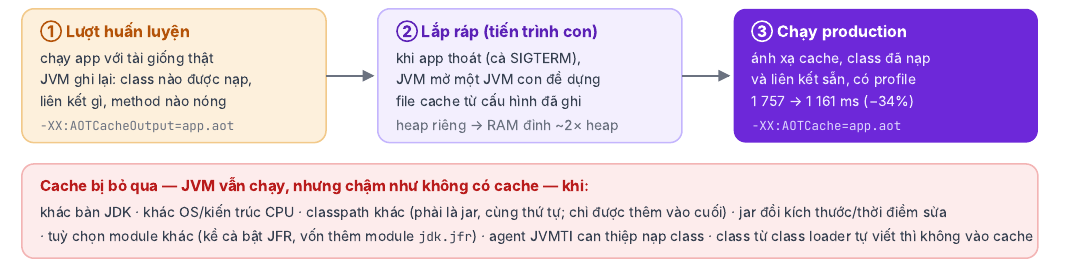 ① Lượt huấn luyện
chạy app với tải giống thật
JVM ghi lại: class nào được nạp,
liên kết gì, method nào nóng
-XX:AOTCacheOutput=app.aot
② Lắp ráp (tiến trình con)
khi app thoát (cả SIGTERM),
JVM mở một JVM con để dựng
file cache từ cấu hình đã ghi
heap riêng → RAM đỉnh ~2× heap
③ Chạy production
ánh xạ cache, class đã nạp
và liên kết sẵn, có profile
1 757 → 1 161 ms (−34%)
-XX:AOTCache=app.aot
Cache bị bỏ qua — JVM vẫn chạy, nhưng chậm như không có cache — khi:
khác bản JDK · khác OS/kiến trúc CPU · classpath khác (phải là jar, cùng thứ tự; chỉ được thêm vào cuối) · jar đổi kích thước/thời điểm sửa
· tuỳ chọn module khác (kể cả bật JFR, vốn thêm module jdk.jfr) · agent JVMTI can thiệp nạp class · class từ class loader tự viết thì không vào cache